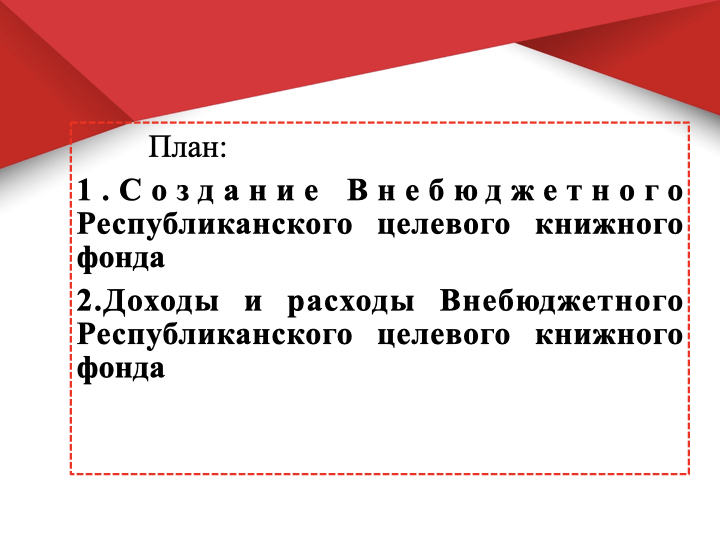 План:
1.Создание Внебюджетного
Республиканского целевого книжного
фонда
2.Доходы и расходы Внебюджетного
Республиканского целевого книжного
фонда